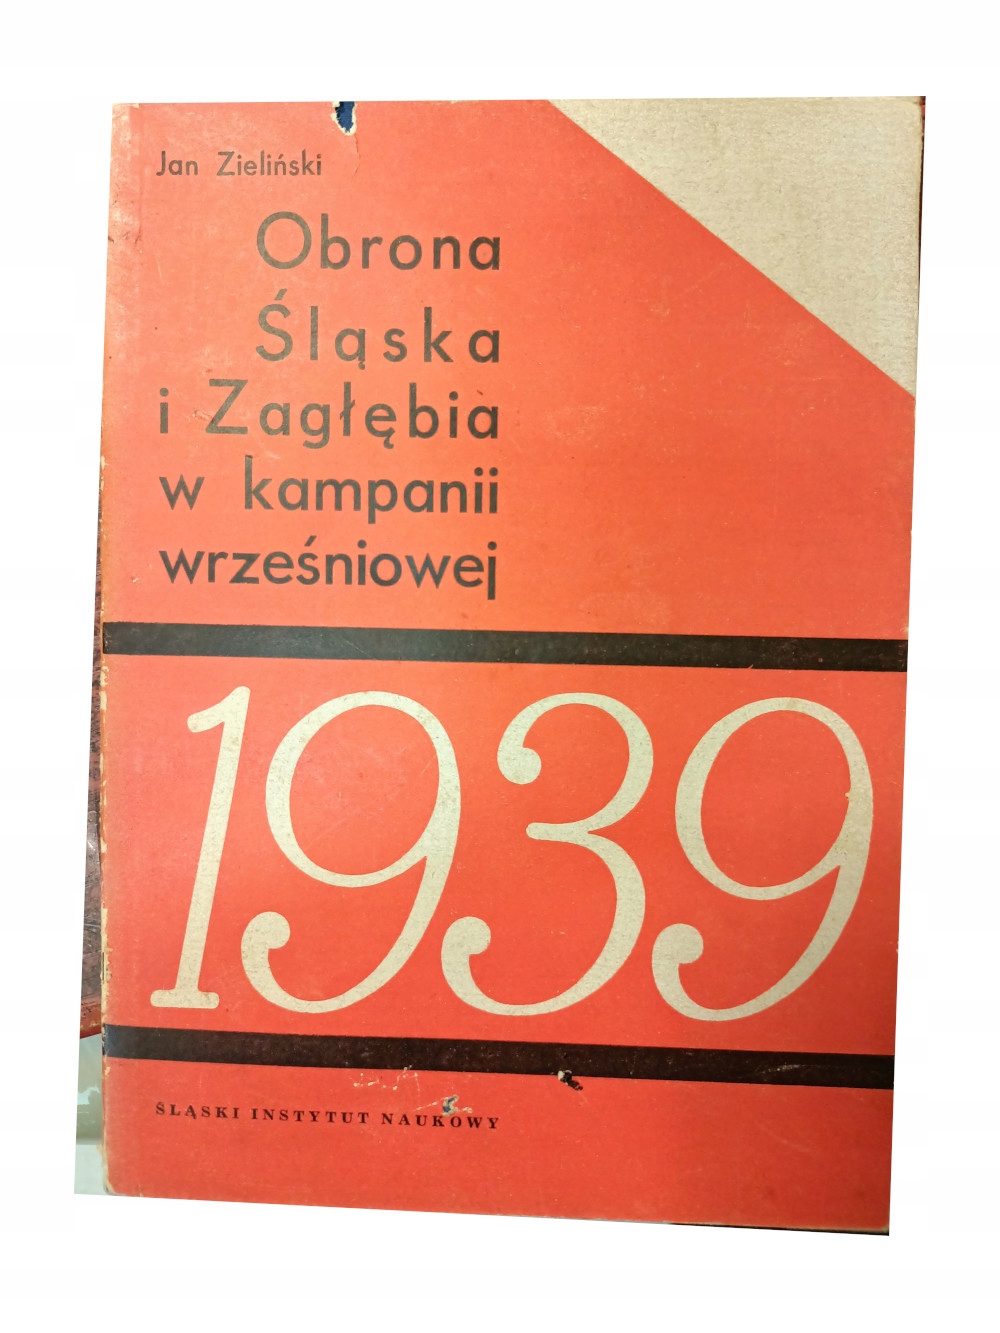 Jan Zieliński
Obrona
Śląska
i Zagłębia
w kampanii
wrześniowej
1939
ŚLĄSKI INSTYTUT NAUKOWY